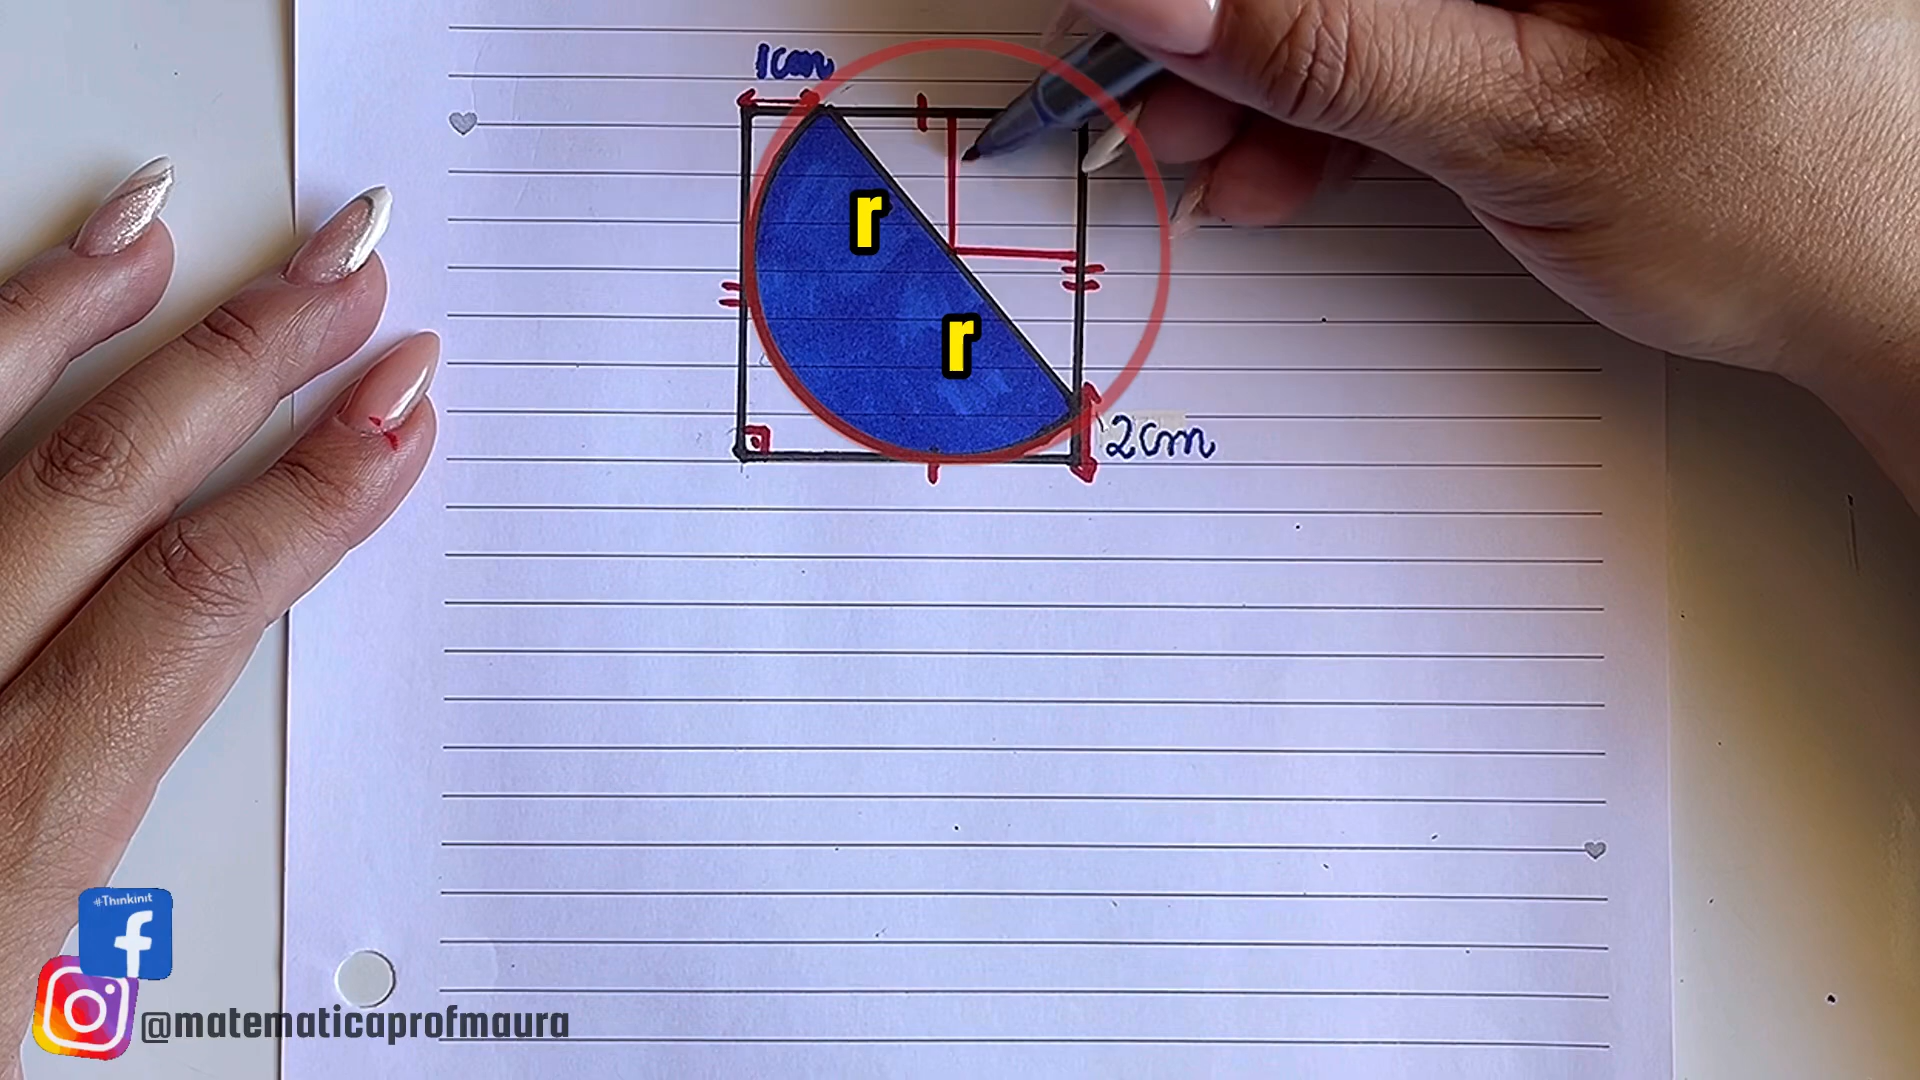 1cm
r
r
2cm
#Thinkinit
@matematicaprofmaura